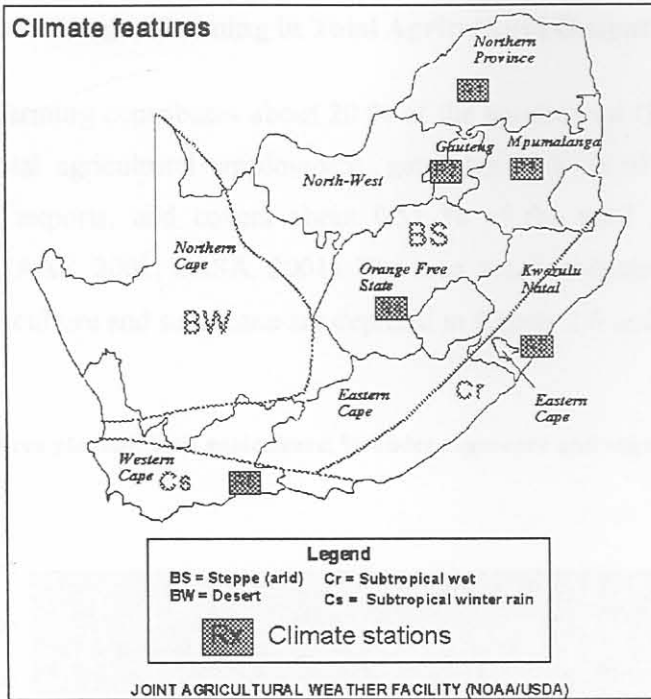 Climate features
Northern
Province
Gauteng
Mpumalanga
North-West
BS
Northern
Cape
Orange Free
State
Kwazulu
Natal
BW
Eastern
Cape
Cr
Eastern
Cape
Western
Cape
Cs
Legend
BS = Steppe (arid) Cr = Subtropical wet
BW = Desert Cs = Subtropical winter rain
Climate stations
JOINT AGRICULTURAL WEATHER FACILITY (NOAA/USDA)